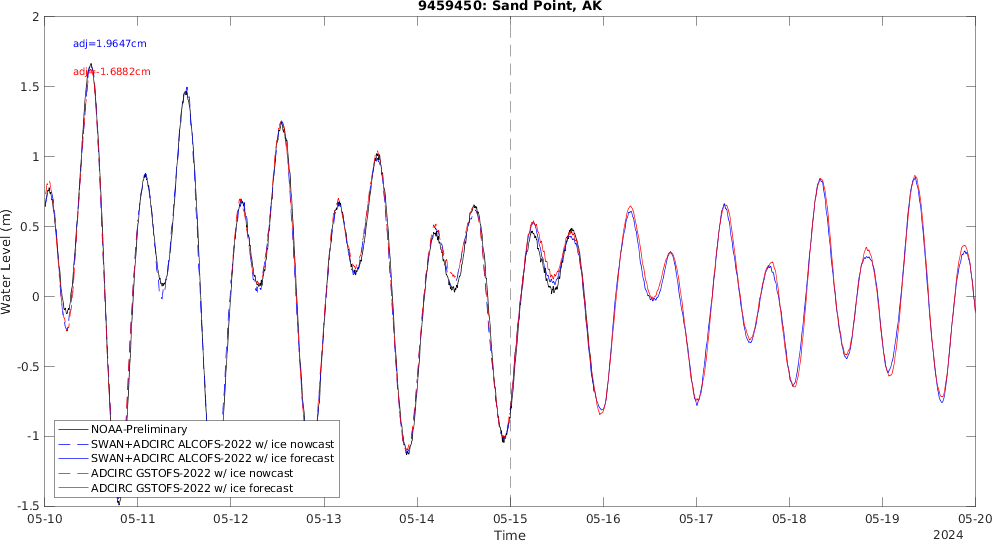 9459450: Sand Point, AK
adj=1.9647cm
adj=-1.6882cm
Water Level (m)
2
1.5
1
0.5
0
-0.5
-1
-1.5
NOAA-Preliminary
SWAN+ADCIRC ALCOFS-2022 w/ ice nowcast
SWAN+ADCIRC ALCOFS-2022 w/ ice forecast
ADCIRC GSTOFS-2022 w/ ice nowcast
ADCIRC GSTOFS-2022 w/ ice forecast
05-10 05-11 05-12 05-13 05-14 05-15 05-16 05-17 05-18 05-19 05-20
Time
2024